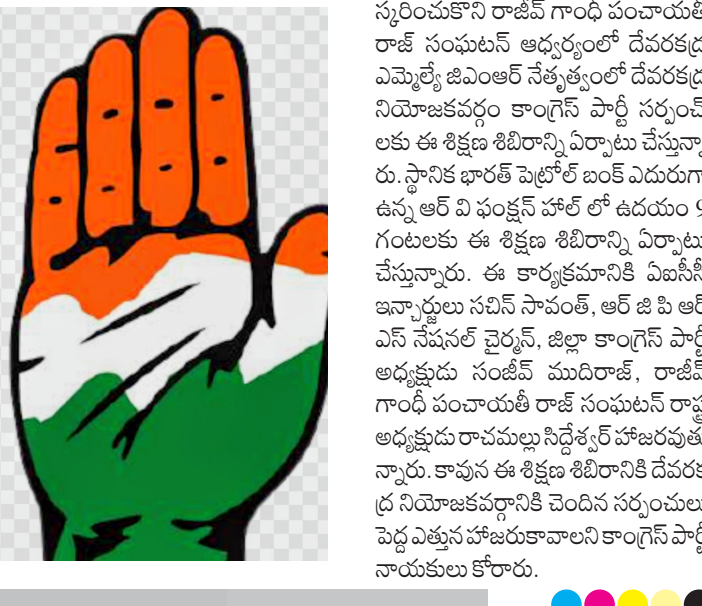 స్కరించుకొని రాజీవ్ గాంధీ పంచాయతీ
రాజ్ సంఘటన్ ఆధ్వర్యంలో దేవరకద్ర
ఎమ్మెల్యే జిఎంఆర్ నేతృత్వంలో దేవరకద్ర
నియోజకవర్గం కాంగ్రెస్ పార్టీ సర్పంచ్
లకు ఈ శిక్షణ శిబిరాన్ని ఏర్పాటు చేస్తున్నా
రు. స్థానిక భారత్ పెట్రోల్ బంక్ ఎదురుగా
ఉన్న ఆర్ వి ఫంక్షన్ హాల్ లో ఉదయం 9
గంటలకు ఈ శిక్షణ శిబిరాన్ని ఏర్పాటు
చేస్తున్నారు. ఈ కార్యక్రమానికి ఏఐసీసీ
ఇన్చార్జులు సచిన్ సావంత్, ఆర్ జి పి ఆర్
ఎస్ నేషనల్ చైర్మన్, జిల్లా కాంగ్రెస్ పార్టీ
అధ్యక్షుడు సంజీవ్ ముదిరాజ్, రాజీవ్
గాంధీ పంచాయతీ రాజ్ సంఘటన్ రాష్ట్ర
అధ్యక్షుడు రాచమల్లు సిద్దేశ్వర్ హాజరవుతు
న్నారు. కావున ఈ శిక్షణ శిబిరానికి దేవరక
ద్ర నియోజకవర్గానికి చెందిన సర్పంచులు
పెద్ద ఎత్తున హాజరుకావాలని కాంగ్రెస్ పార్టీ
నాయకులు కోరారు.